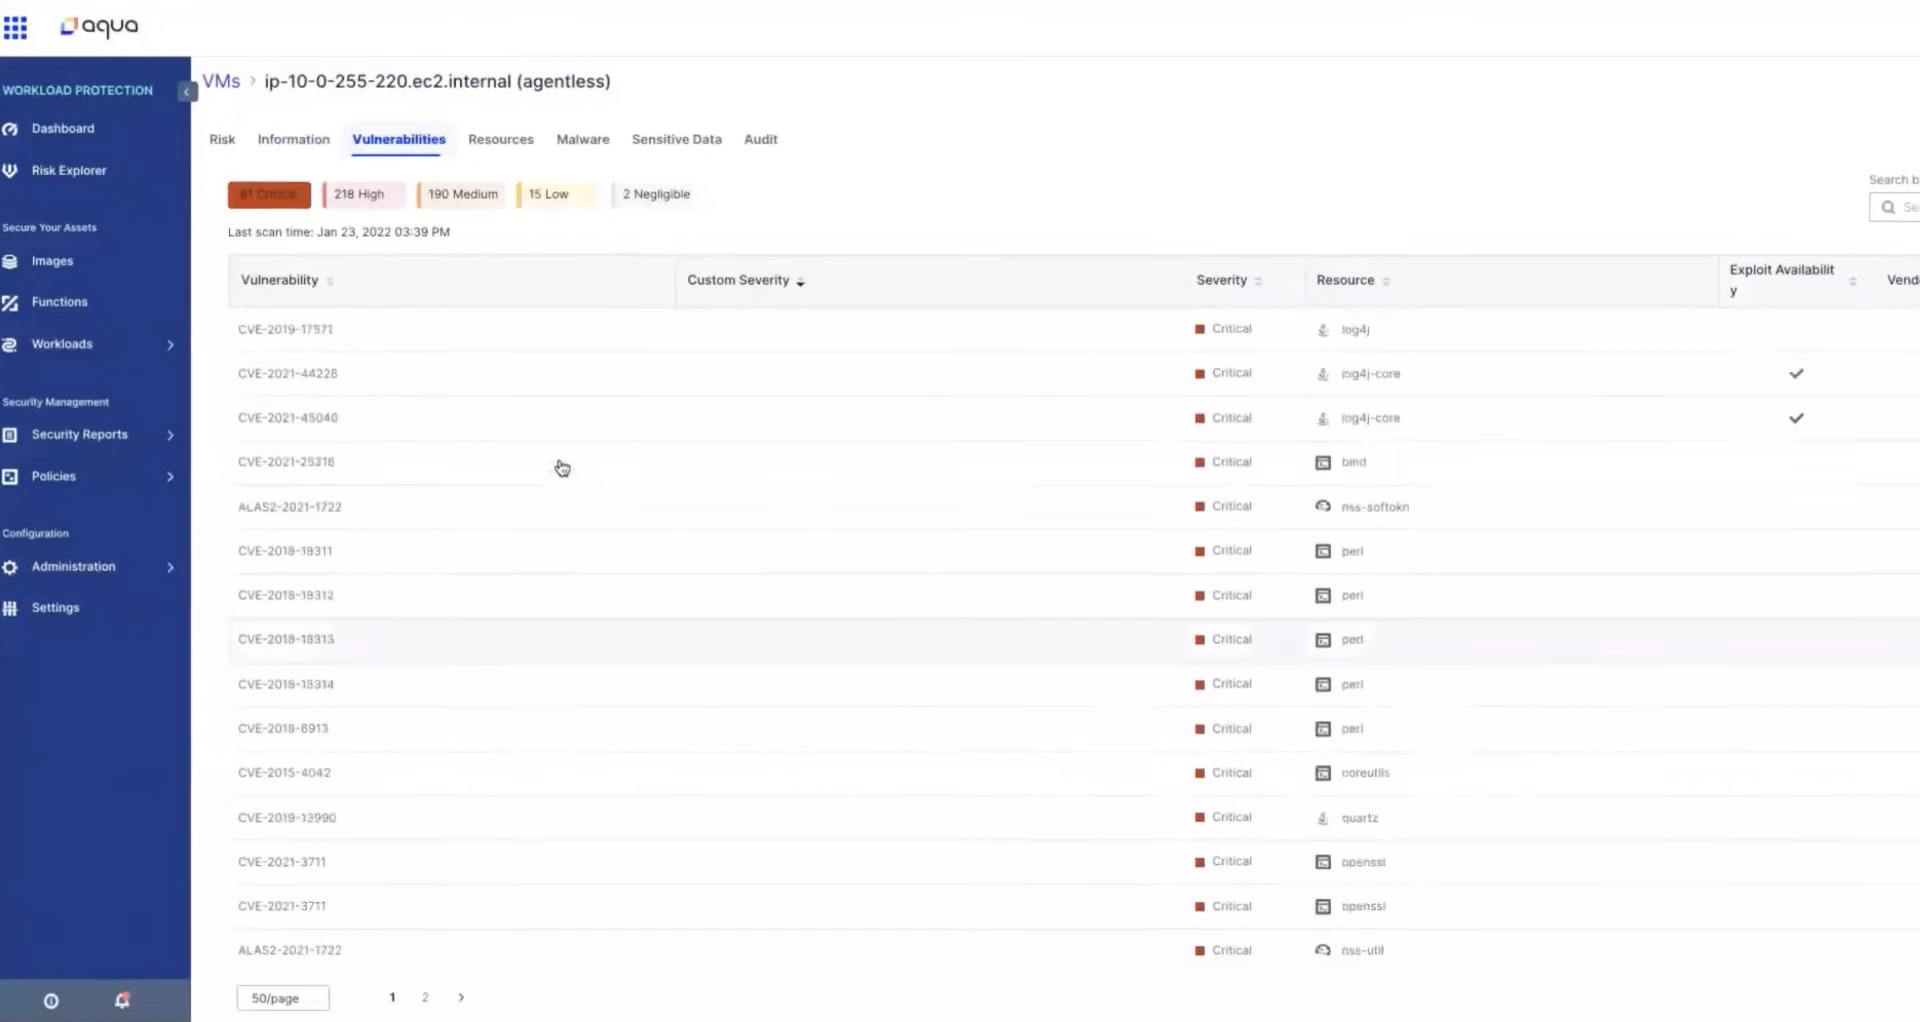 aqua
WORKLOAD PROTECTION
Dashboard
Risk Explorer
Secure Your Assets
Images
Functions
Workloads
Security Management
Security Reports
Policies
Configuration
Administration
Settings
VMs › ip-10-0-255-220.ec2.internal (agentless)
Risk Information Vulnerabilities Resources Malware Sensitive Data Audit
81 Critical 218 High 190 Medium 15 Low 2 Negligible
Search b
Se
Last scan time: Jan 23, 2022 03:39 PM
Vulnerability Custom Severity Severity Resource Exploit Availabilit
y
Vend
CVE-2019-17571 Critical log4j
CVE-2021-44228 Critical log4j-core
CVE-2021-45046 Critical log4j-core
CVE-2021-25216 Critical bind
ALAS2-2021-1722 Critical nss-softokn
CVE-2018-18311 Critical perl
CVE-2018-18312 Critical perl
CVE-2018-18313 Critical perl
CVE-2018-18314 Critical perl
CVE-2018-6913 Critical perl
CVE-2015-4042 Critical coreutils
CVE-2019-13990 Critical quartz
CVE-2021-3711 Critical openssl
CVE-2021-3711 Critical openssl
ALAS2-2021-1722 Critical nss-util
50/page 1 2